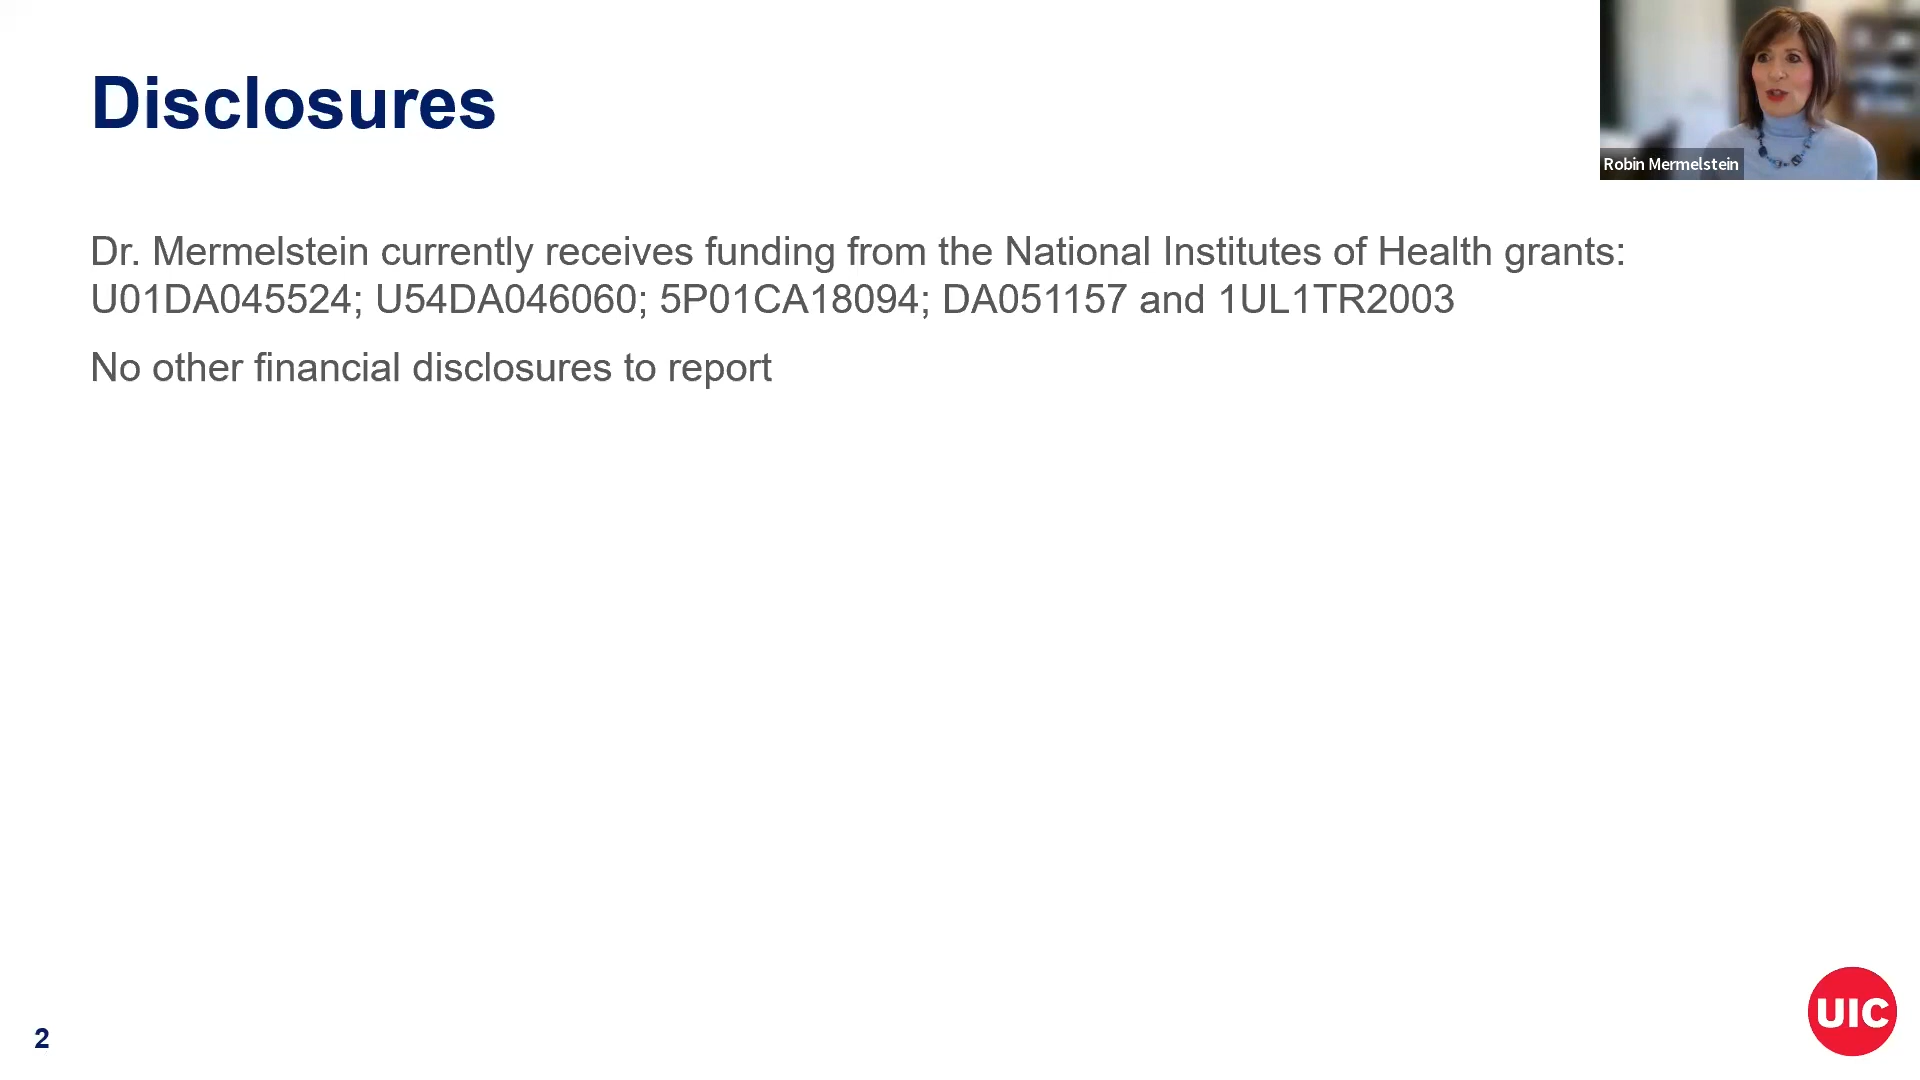 Disclosures
Robin Mermelstein
Dr. Mermelstein currently receives funding from the National Institutes of Health grants:
U01DA045524; U54DA046060; 5P01CA18094; DA051157 and 1UL1TR2003
No other financial disclosures to report
2
UIC